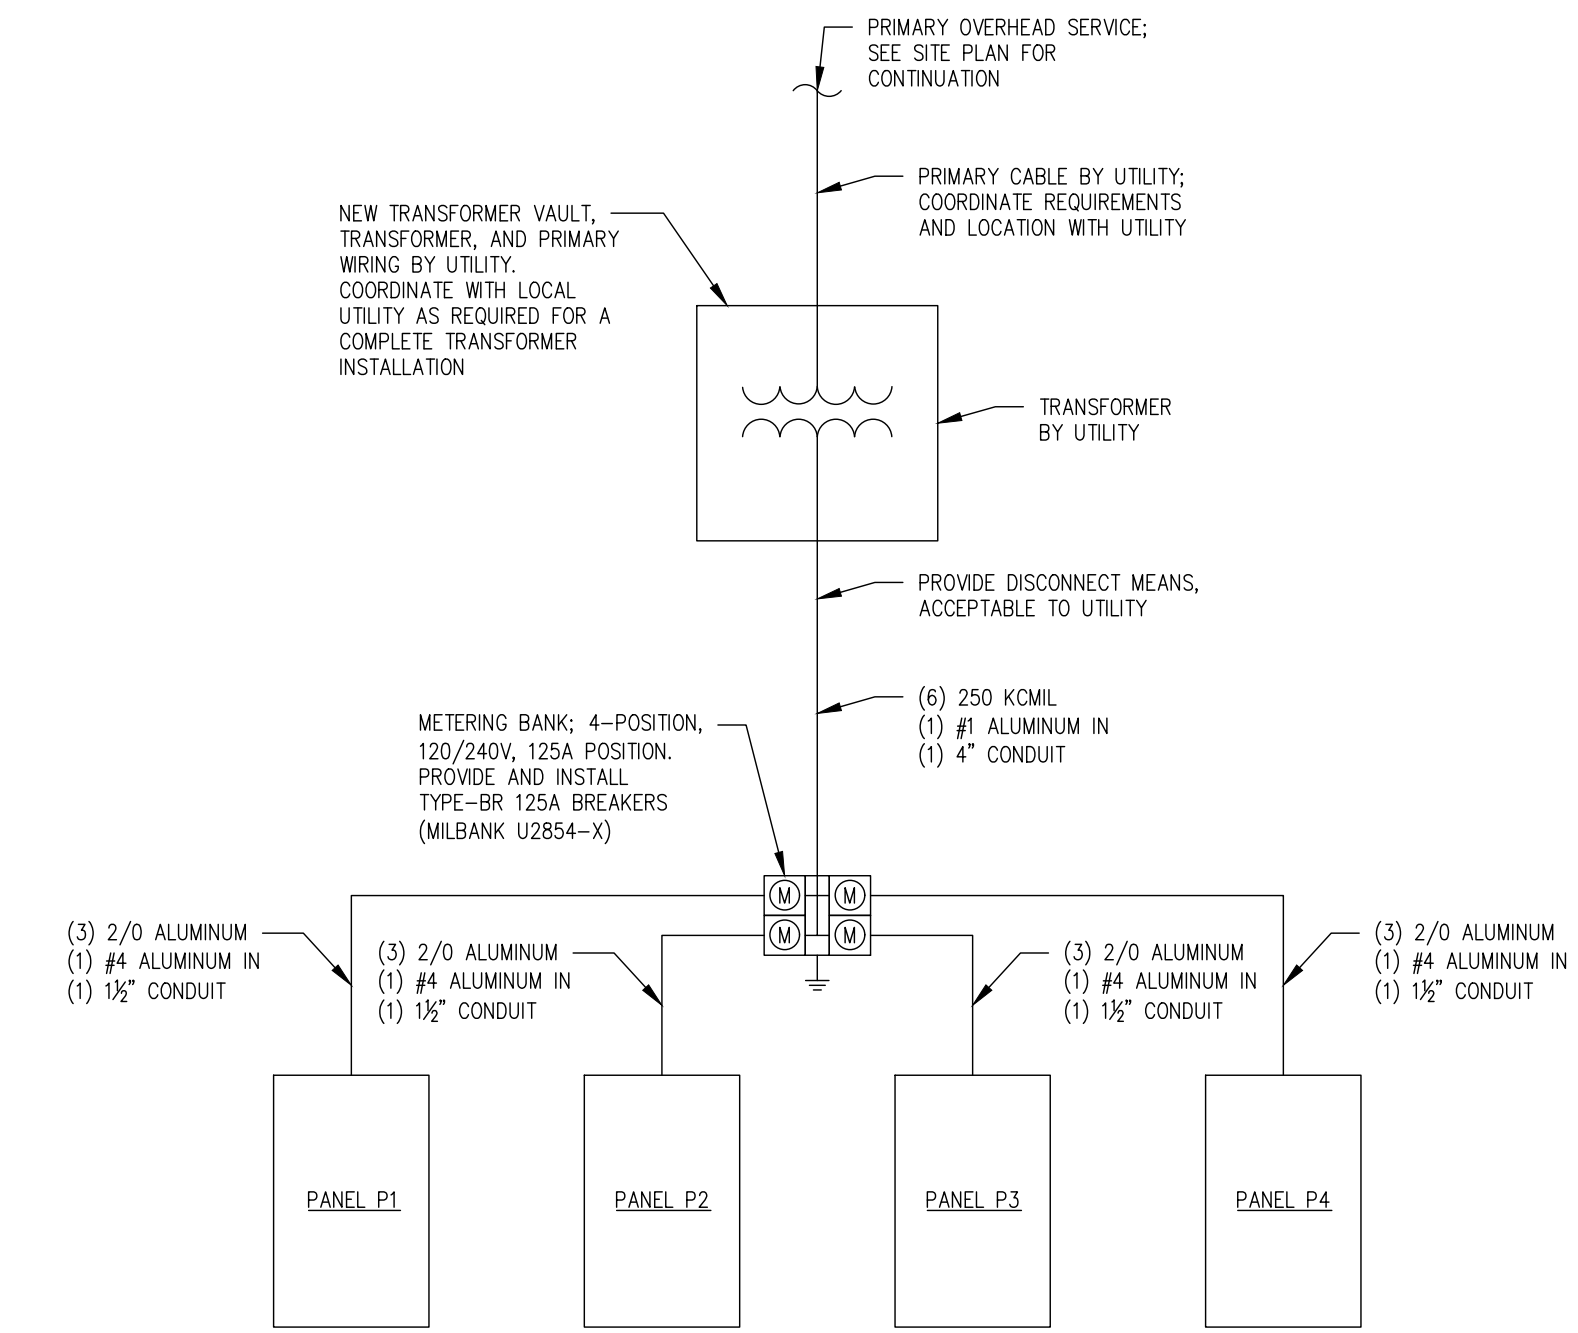 PRIMARY OVERHEAD SERVICE;
SEE SITE PLAN FOR
CONTINUATION
PRIMARY CABLE BY UTILITY;
COORDINATE REQUIREMENTS
AND LOCATION WITH UTILITY
NEW TRANSFORMER VAULT,
TRANSFORMER, AND PRIMARY
WIRING BY UTILITY.
COORDINATE WITH LOCAL
UTILITY AS REQUIRED FOR A
COMPLETE TRANSFORMER
INSTALLATION
TRANSFORMER
BY UTILITY
PROVIDE DISCONNECT MEANS,
ACCEPTABLE TO UTILITY
(6) 250 KCMIL
(1) #1 ALUMINUM IN
(1) 4" CONDUIT
METERING BANK; 4-POSITION,
120/240V, 125A POSITION.
PROVIDE AND INSTALL
TYPE-BR 125A BREAKERS
(MILBANK U2854-X)
M M
M M
(3) 2/0 ALUMINUM
(1) #4 ALUMINUM IN
(1) 1½" CONDUIT
(3) 2/0 ALUMINUM
(1) #4 ALUMINUM IN
(1) 1½" CONDUIT
(3) 2/0 ALUMINUM
(1) #4 ALUMINUM IN
(1) 1½" CONDUIT
(3) 2/0 ALUMINUM
(1) #4 ALUMINUM IN
(1) 1½" CONDUIT
PANEL P1
PANEL P2
PANEL P3
PANEL P4